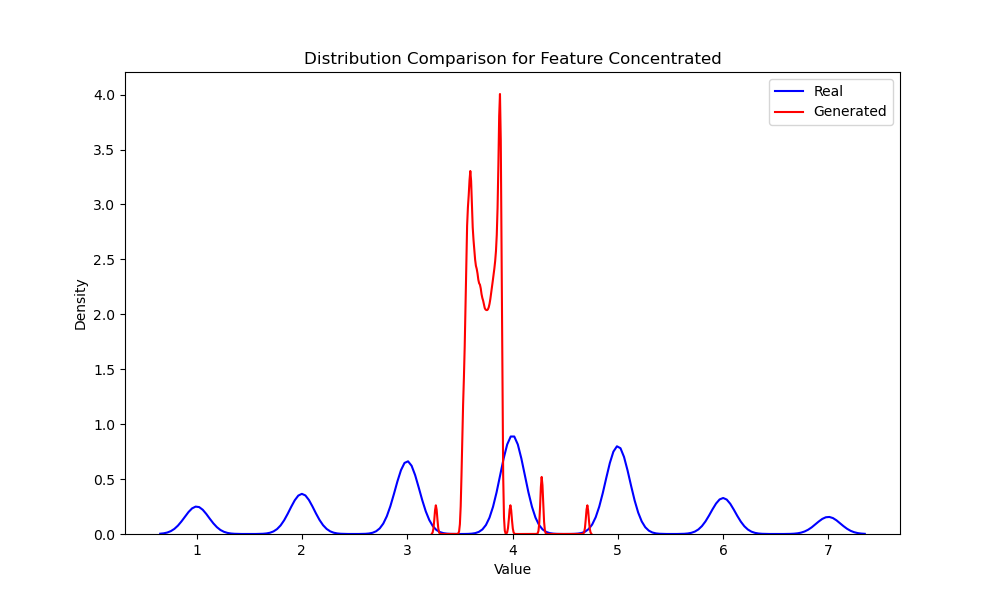 Distribution Comparison for Feature Concentrated
Real
Generated
4.0
3.5
3.0
2.5
2.0
1.5
1.0
0.5
0.0
Density
1 2 3 4 5 6 7
Value